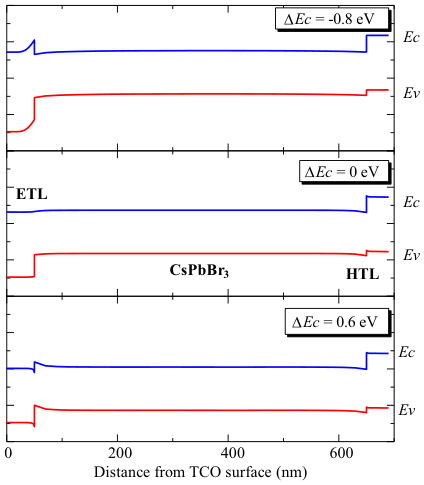 ΔEc = -0.8 eV
Ec
Ev
ΔEc = 0 eV
ETL
Ec
Ev
CsPbBr₃
HTL
ΔEc = 0.6 eV
Ec
Ev
0 200 400 600
Distance from TCO surface (nm)